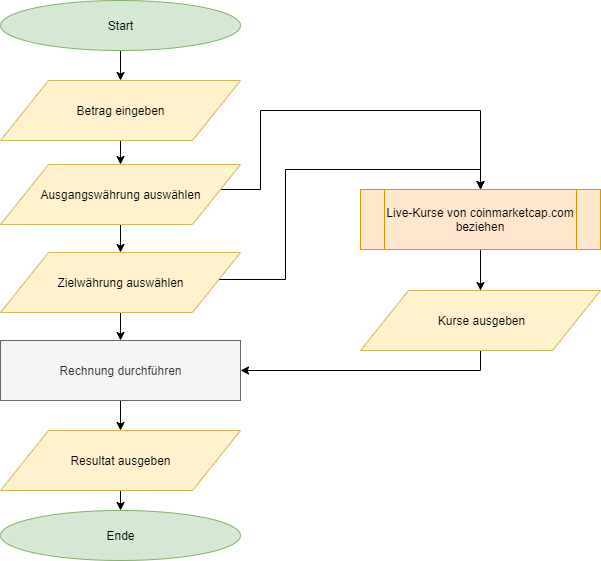 Start
Betrag eingeben
Ausgangswährung auswählen
Zielwährung auswählen
Live-Kurse von coinmarketcap.com
beziehen
Kurse ausgeben
Rechnung durchführen
Resultat ausgeben
Ende